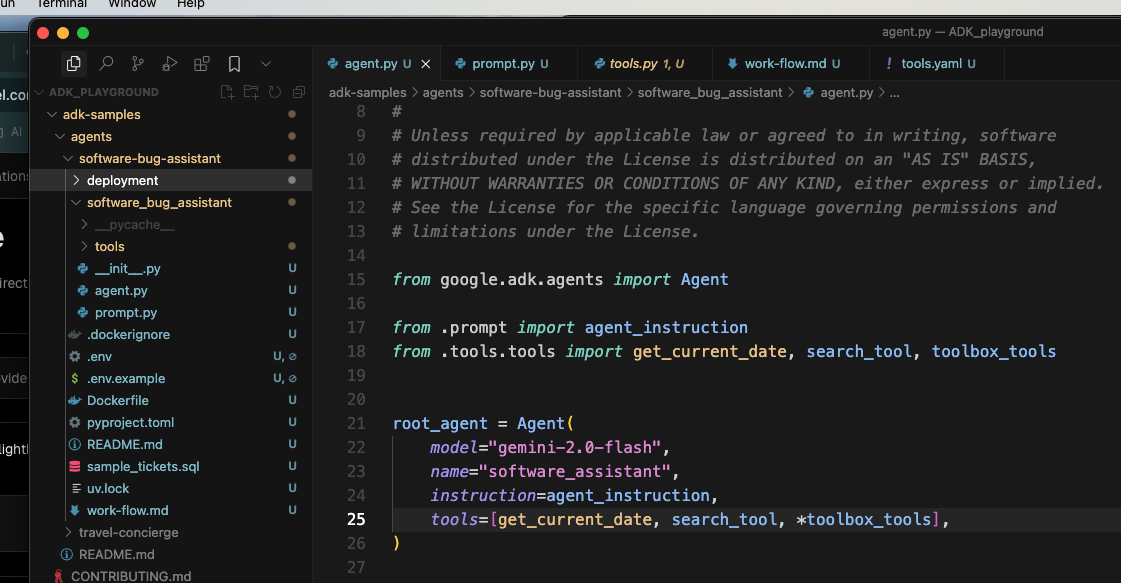 un Terminal Window Help
agent.py — ADK_playground
agent.py U
prompt.py U
tools.py 1, U
work-flow.md U
! tools.yaml U
ADK_PLAYGROUND
adk-samples
agents
software-bug-assistant
deployment
software_bug_assistant
__pycache__
tools
__init__.py U
agent.py U
prompt.py U
.dockerignore U
.env U,
$ .env.example U,
Dockerfile U
pyproject.toml U
README.md U
sample_tickets.sql U
uv.lock U
work-flow.md U
travel-concierge
README.md
CONTRIBUTING.md
adk-samples > agents > software-bug-assistant > software_bug_assistant > agent.py > ...
8 #
9 # Unless required by applicable law or agreed to in writing, software
10 # distributed under the License is distributed on an "AS IS" BASIS,
11 # WITHOUT WARRANTIES OR CONDITIONS OF ANY KIND, either express or implied.
12 # See the License for the specific language governing permissions and
13 # limitations under the License.
14
15 from google.adk.agents import Agent
16
17 from .prompt import agent_instruction
18 from .tools.tools import get_current_date, search_tool, toolbox_tools
19
20
21 root_agent = Agent(
22 model="gemini-2.0-flash",
23 name="software_assistant",
24 instruction=agent_instruction,
25 tools=[get_current_date, search_tool, *toolbox_tools],
26 )
27
el.co
AI
ations
e
irect
ovide
light